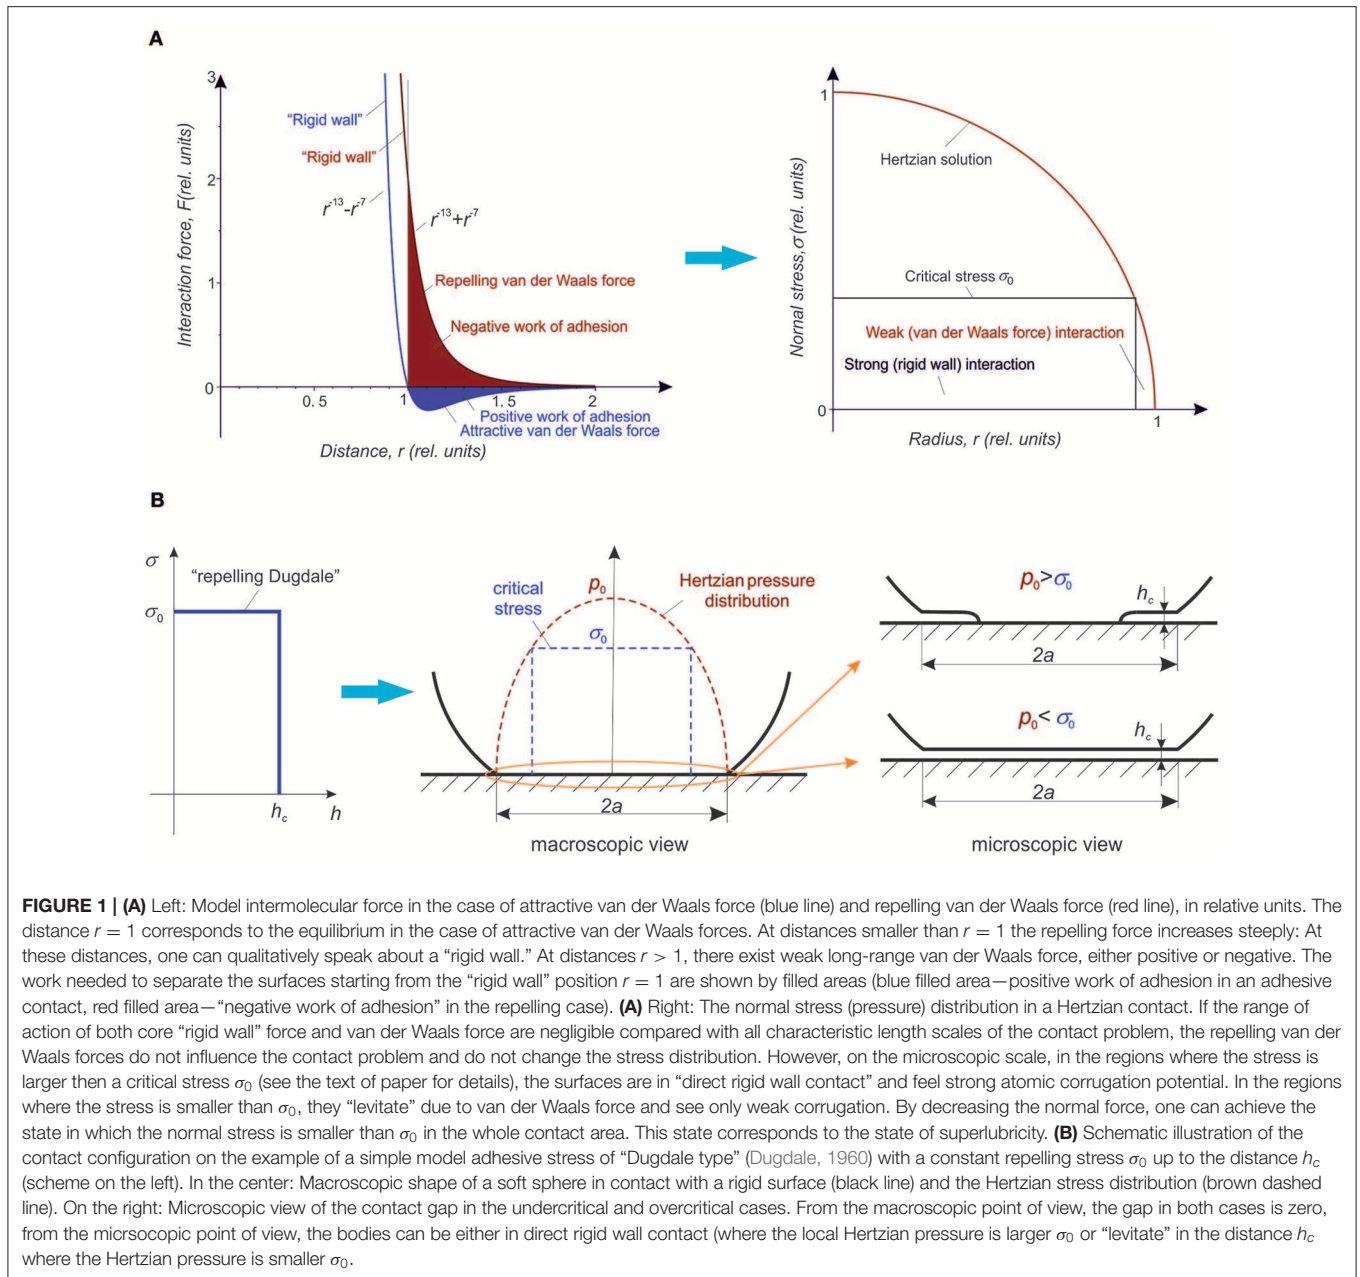 A
3
2
1
0
0.5
1
1.5
2
Interaction force, F(rel. units)
Distance, r (rel. units)
"Rigid wall"
"Rigid wall"
r⁻¹³-r⁻⁷
r⁻¹³+r⁻⁷
Repelling van der Waals force
Negative work of adhesion
Positive work of adhesion
Attractive van der Waals force
1
0
1
Nornal stress, σ (rel. units)
Radius, r (rel. units)
Hertzian solution
Critical stress σ₀
Weak (van der Waals force) interaction
Strong (rigid wall) interaction
B
σ
"repelling Dugdale"
σ₀
h_c
h
critical
stress
p₀
Hertzian pressure
distribution
σ₀
2a
macroscopic view
p₀>σ₀
h_c
2a
p₀< σ₀
h_c
2a
microscopic view
FIGURE 1 | (A) Left: Model intermolecular force in the case of attractive van der Waals force (blue line) and repelling van der Waals force (red line), in relative units. The
distance r = 1 corresponds to the equilibrium in the case of attractive van der Waals forces. At distances smaller than r = 1 the repelling force increases steeply: At
these distances, one can qualitatively speak about a "rigid wall." At distances r > 1, there exist weak long-range van der Waals force, either positive or negative. The
work needed to separate the surfaces starting from the "rigid wall" position r = 1 are shown by filled areas (blue filled area—positive work of adhesion in an adhesive
contact, red filled area—"negative work of adhesion" in the repelling case). (A) Right: The normal stress (pressure) distribution in a Hertzian contact. If the range of
action of both core "rigid wall" force and van der Waals force are negligible compared with all characteristic length scales of the contact problem, the repelling van der
Waals forces do not influence the contact problem and do not change the stress distribution. However, on the microscopic scale, in the regions where the stress is
larger then a critical stress σ₀ (see the text of paper for details), the surfaces are in "direct rigid wall contact" and feel strong atomic corrugation potential. In the regions
where the stress is smaller than σ₀, they "levitate" due to van der Waals force and see only weak corrugation. By decreasing the normal force, one can achieve the
state in which the normal stress is smaller than σ₀ in the whole contact area. This state corresponds to the state of superlubricity. (B) Schematic illustration of the
contact configuration on the example of a simple model adhesive stress of "Dugdale type" (Dugdale, 1960) with a constant repelling stress σ₀ up to the distance h_c
(scheme on the left). In the center: Macroscopic shape of a soft sphere in contact with a rigid surface (black line) and the Hertzian stress distribution (brown dashed
line). On the right: Microscopic view of the contact gap in the undercritical and overcritical cases. From the macroscopic point of view, the gap in both cases is zero,
from the micrsocopic point of view, the bodies can be either in direct rigid wall contact (where the local Hertzian pressure is larger σ₀ or "levitate" in the distance h_c
where the Hertzian pressure is smaller σ₀.